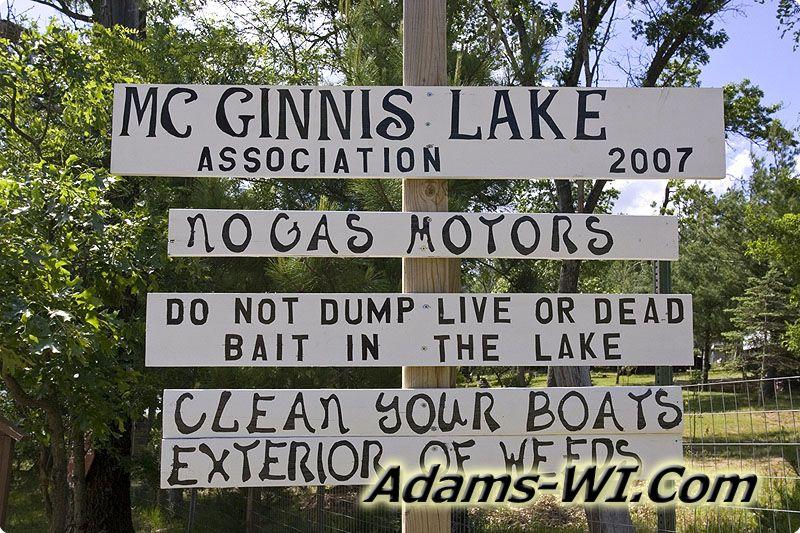 MC GINNIS LAKE
ASSOCIATION 2007
NO GAS MOTORS
DO NOT DUMP LIVE OR DEAD
BAIT IN THE LAKE
CLEAN YOUR BOATS
EXTERIOR OF WEEDS
Adams-WI.Com